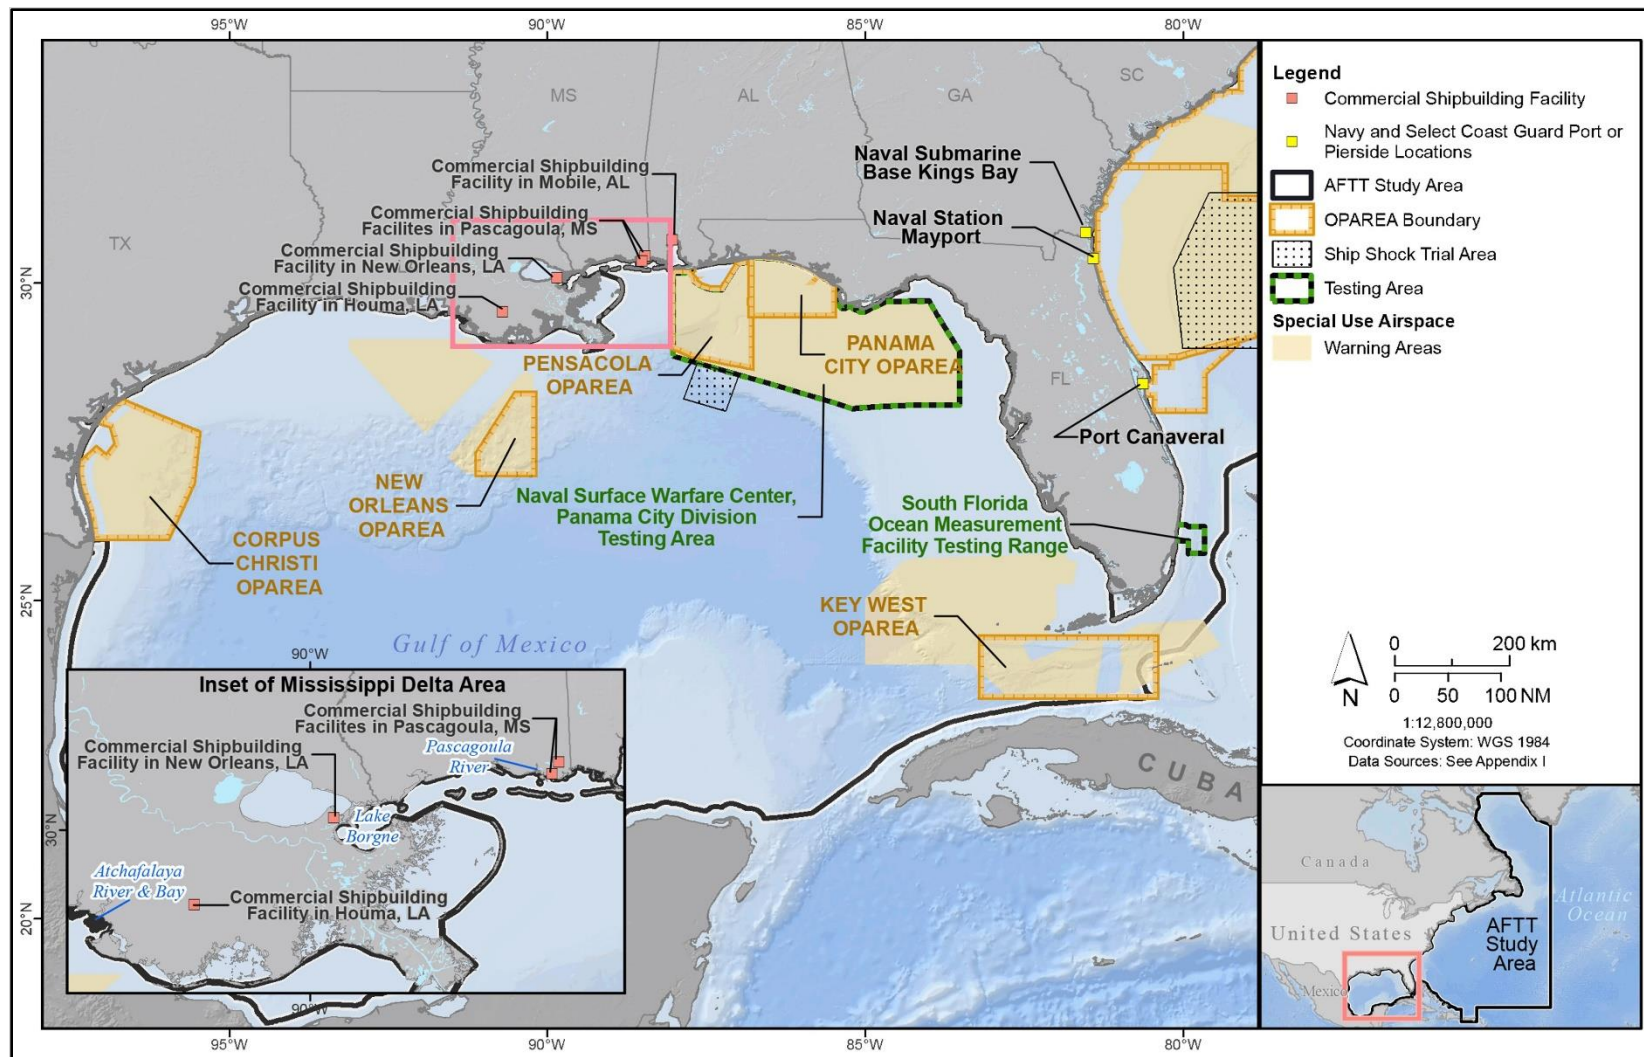 95°W
90°W
85°W
80°W
MS
AL
GA
SC
TX
FL
30°N
25°N
20°N
Commercial Shipbuilding
Facility in Mobile, AL
Commercial Shipbuilding
Facilites in Pascagoula, MS
Commercial Shipbuilding
Facility in New Orleans, LA
Commercial Shipbuilding
Facility in Houma, LA
Naval Submarine
Base Kings Bay
Naval Station
Mayport
PENSACOLA
OPAREA
PANAMA
CITY OPAREA
Port Canaveral
NEW
ORLEANS
OPAREA
Naval Surface Warfare Center,
Panama City Division
Testing Area
South Florida
Ocean Measurement
Facility Testing Range
CORPUS
CHRISTI
OPAREA
KEY WEST
OPAREA
Gulf of Mexico
CUBA
90°W
Inset of Mississippi Delta Area
Commercial Shipbuilding
Facilites in Pascagoula, MS
Commercial Shipbuilding
Facility in New Orleans, LA
Pascagoula
River
Lake
Borgne
30°N
Atchafalaya
River & Bay
Commercial Shipbuilding
Facility in Houma, LA
90°W
95°W
90°W
85°W
80°W
Legend
Commercial Shipbuilding Facility
Navy and Select Coast Guard Port or
Pierside Locations
AFTT Study Area
OPAREA Boundary
Ship Shock Trial Area
Testing Area
Special Use Airspace
Warning Areas
N
0 200 km
0 50 100 NM
1:12,800,000
Coordinate System: WGS 1984
Data Sources: See Appendix I
Canada
United States
Mexico
Atlantic
Ocean
AFTT
Study
Area